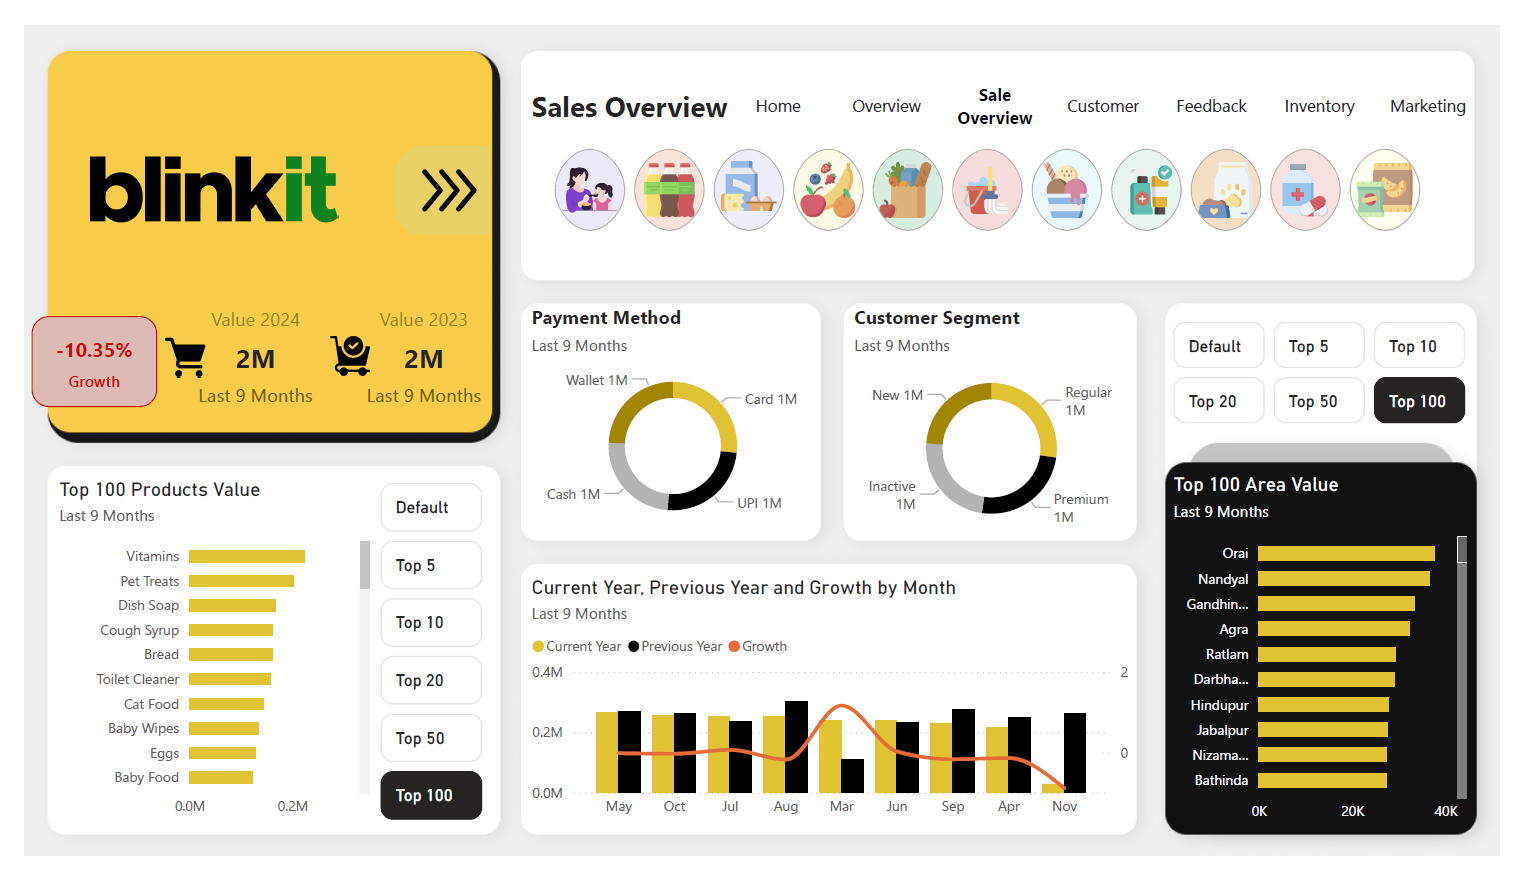 blinkit
Value 2024
Value 2023
-10.35%
Growth
2M
2M
Last 9 Months
Last 9 Months
Sales Overview
Home
Overview
Sale
Overview
Customer
Feedback
Inventory
Marketing
Payment Method
Last 9 Months
Wallet 1M
Card 1M
Cash 1M
UPI 1M
Customer Segment
Last 9 Months
New 1M
Regular
1M
Inactive
1M
Premium
1M
Default
Top 5
Top 10
Top 20
Top 50
Top 100
Top 100 Products Value
Last 9 Months
Vitamins
Pet Treats
Dish Soap
Cough Syrup
Bread
Toilet Cleaner
Cat Food
Baby Wipes
Eggs
Baby Food
0.0M
0.2M
Default
Top 5
Top 10
Top 20
Top 50
Top 100
Current Year, Previous Year and Growth by Month
Last 9 Months
Current Year
Previous Year
Growth
0.4M
0.2M
0.0M
2
0
May
Oct
Jul
Aug
Mar
Jun
Sep
Apr
Nov
Top 100 Area Value
Last 9 Months
Orai
Nandyal
Gandhin...
Agra
Ratlam
Darbha...
Hindupur
Jabalpur
Nizama...
Bathinda
0K
20K
40K